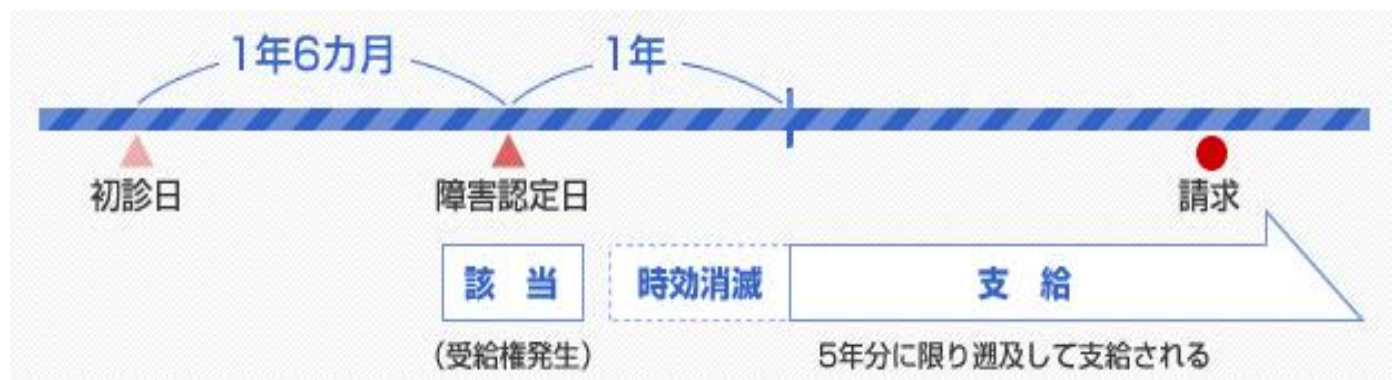 1年6カ月
1年
初診日
障害認定日
請求
該 当
時効消滅
支 給
(受給権発生)
5年分に限り遡及して支給される